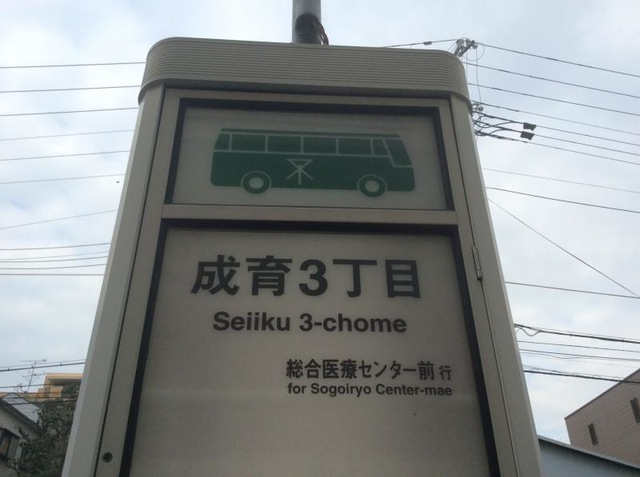 成育3丁目
Seiiku 3-chome
総合医療センター前 行
for Sogoiryo Center-mae